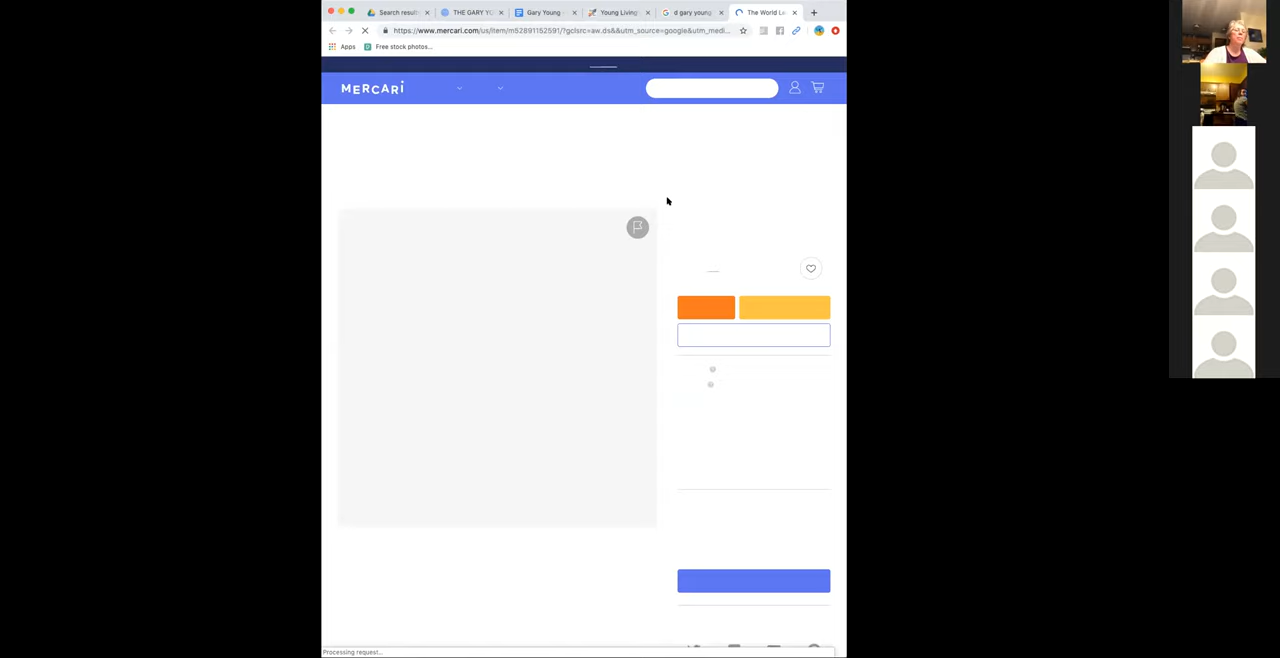 Search result
THE GARY YO
Gary Young
Young Living
d gary young
The World Le
https://www.mercari.com/us/item/m52891152591/?gclsrc=aw.ds&&utm_source=google&utm_medi...
Apps
Free stock photos...
MERCARI
Processing request...